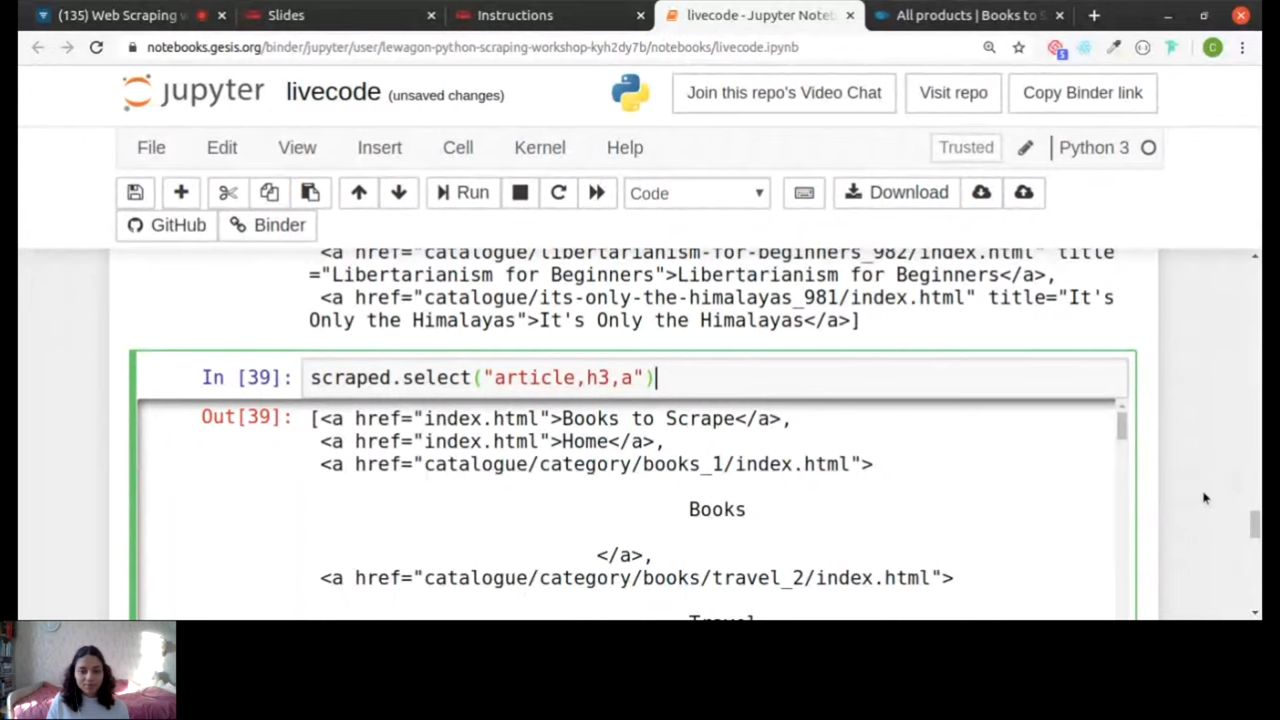 (135) Web Scraping w
Slides
Instructions
livecode - Jupyter Note
All products | Books to S
notebooks.gesis.org/binder/jupyter/user/lewagon-python-scraping-workshop-kyh2dy7b/notebooks/livecode.ipynb
jupyter livecode (unsaved changes)
Join this repo's Video Chat
Visit repo
Copy Binder link
File Edit View Insert Cell Kernel Help
Trusted
Python 3
Run
Code
Download
GitHub
Binder
<a href="catalogue/libertarianism-for-beginners_982/index.html" title
="Libertarianism for Beginners">Libertarianism for Beginners</a>,
<a href="catalogue/its-only-the-himalayas_981/index.html" title="It's
Only the Himalayas">It's Only the Himalayas</a>]
In [39]: scraped.select("article,h3,a")
Out[39]: [<a href="index.html">Books to Scrape</a>,
<a href="index.html">Home</a>,
<a href="catalogue/category/books_1/index.html">
Books
</a>,
<a href="catalogue/category/books/travel_2/index.html">
Travel